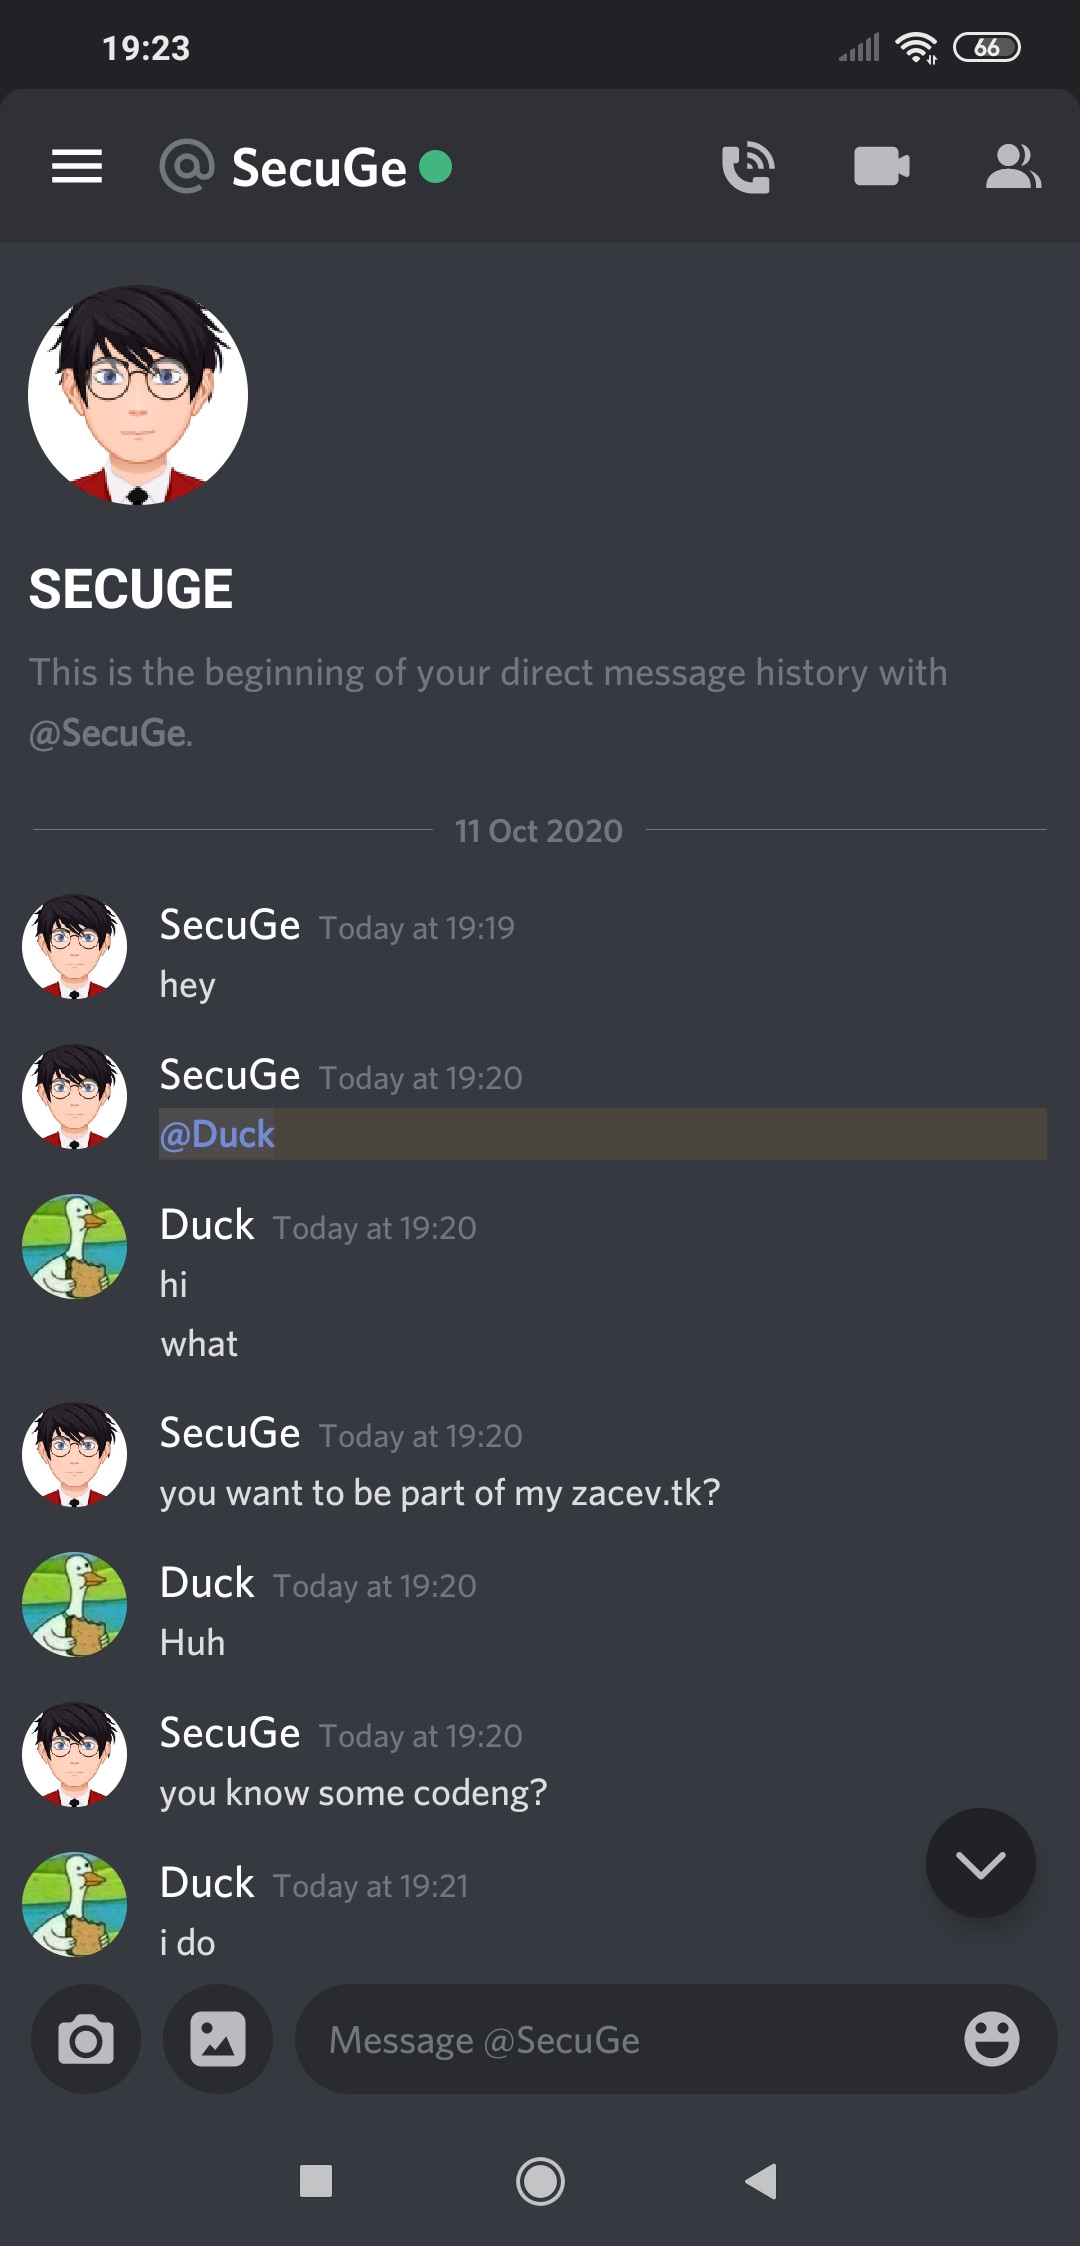 19:23
66
@ SecuGe
SECUGE
This is the beginning of your direct message history with
@SecuGe.
11 Oct 2020
SecuGe Today at 19:19
hey
SecuGe Today at 19:20
@Duck
Duck Today at 19:20
hi
what
SecuGe Today at 19:20
you want to be part of my zacev.tk?
Duck Today at 19:20
Huh
SecuGe Today at 19:20
you know some codeng?
Duck Today at 19:21
i do
Message @SecuGe